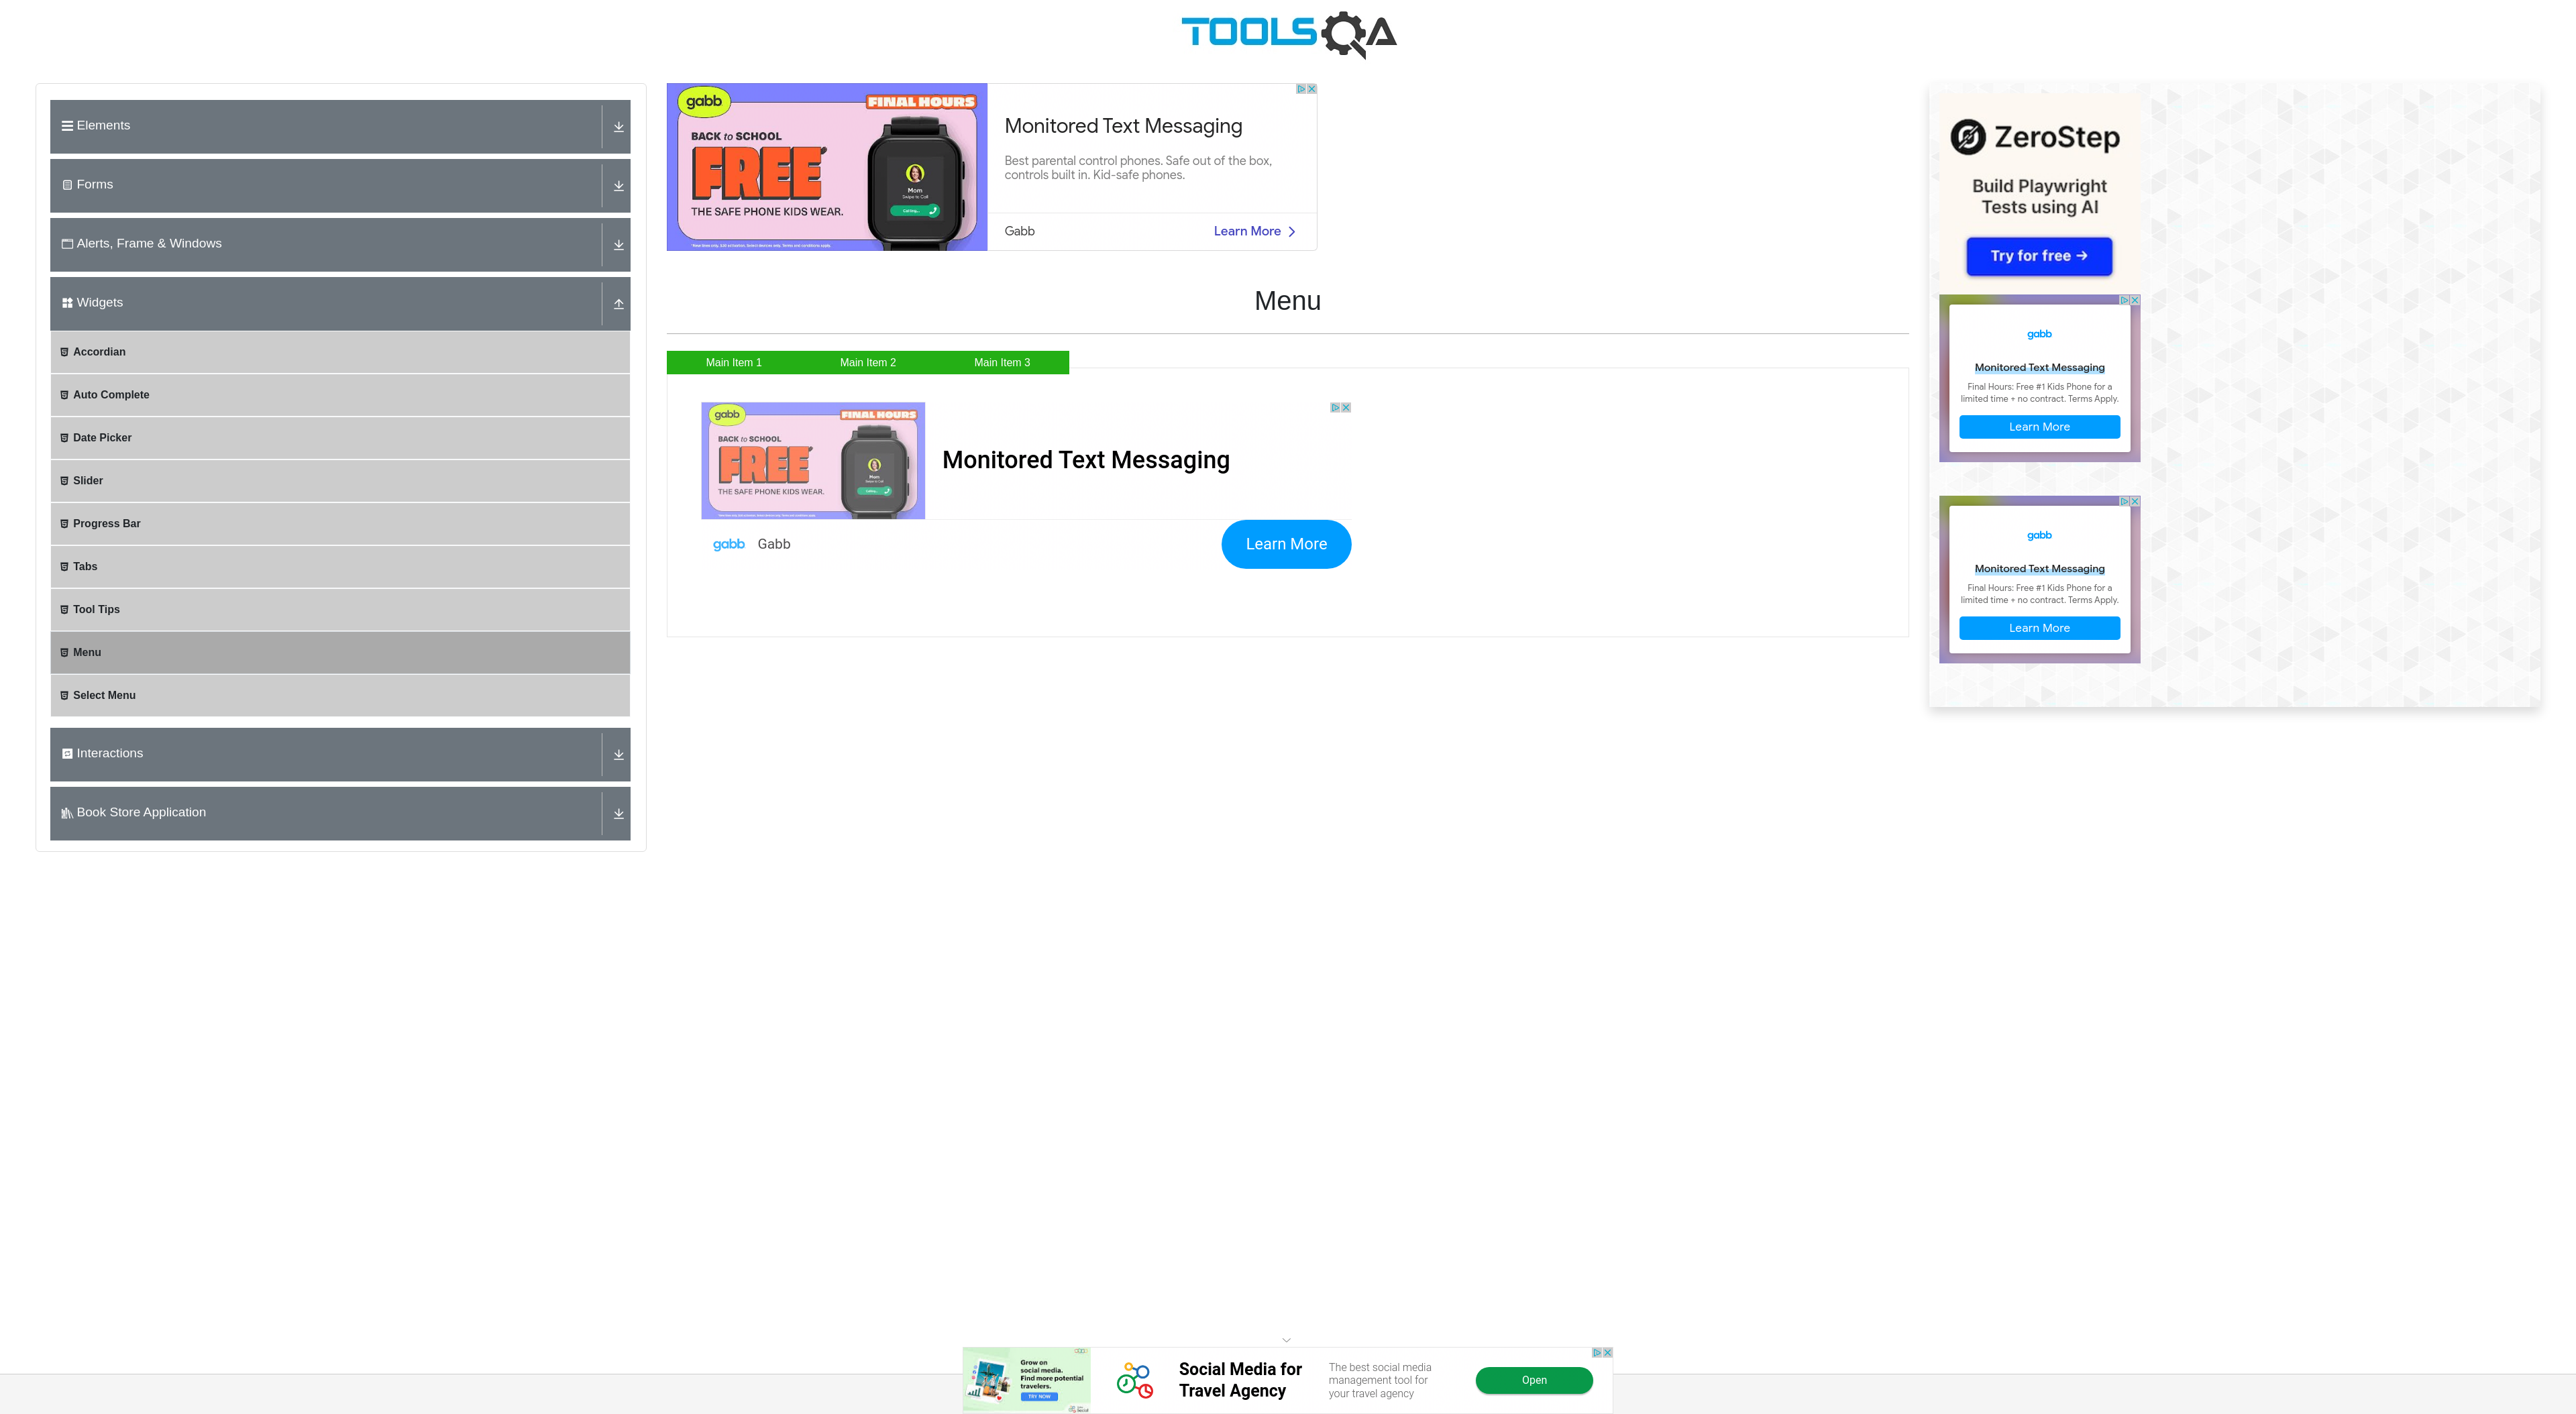 TOOLSQA
Elements
Forms
Alerts, Frame & Windows
Widgets
Accordian
Auto Complete
Date Picker
Slider
Progress Bar
Tabs
Tool Tips
Menu
Select Menu
Interactions
Book Store Application
gabb
FINAL HOURS
BACK to SCHOOL
FREE*
THE SAFE PHONE KIDS WEAR.
Mom
Swipe to Call
Calling...
Monitored Text Messaging
Best parental control phones. Safe out of the box,
controls built in. Kid-safe phones.
Gabb
Learn More
Menu
Main Item 1
Main Item 2
Main Item 3
gabb
FINAL HOURS
BACK to SCHOOL
FREE*
THE SAFE PHONE KIDS WEAR.
Mom
Monitored Text Messaging
gabb
Gabb
Learn More
ZeroStep
Build Playwright
Tests using AI
Try for free →
gabb
Monitored Text Messaging
Final Hours: Free #1 Kids Phone for a
limited time + no contract. Terms Apply.
Learn More
gabb
Monitored Text Messaging
Final Hours: Free #1 Kids Phone for a
limited time + no contract. Terms Apply.
Learn More
Grow on
social media.
Find more potential
travelers.
TRY NOW
Social Media for
Travel Agency
The best social media
management tool for
your travel agency
Open